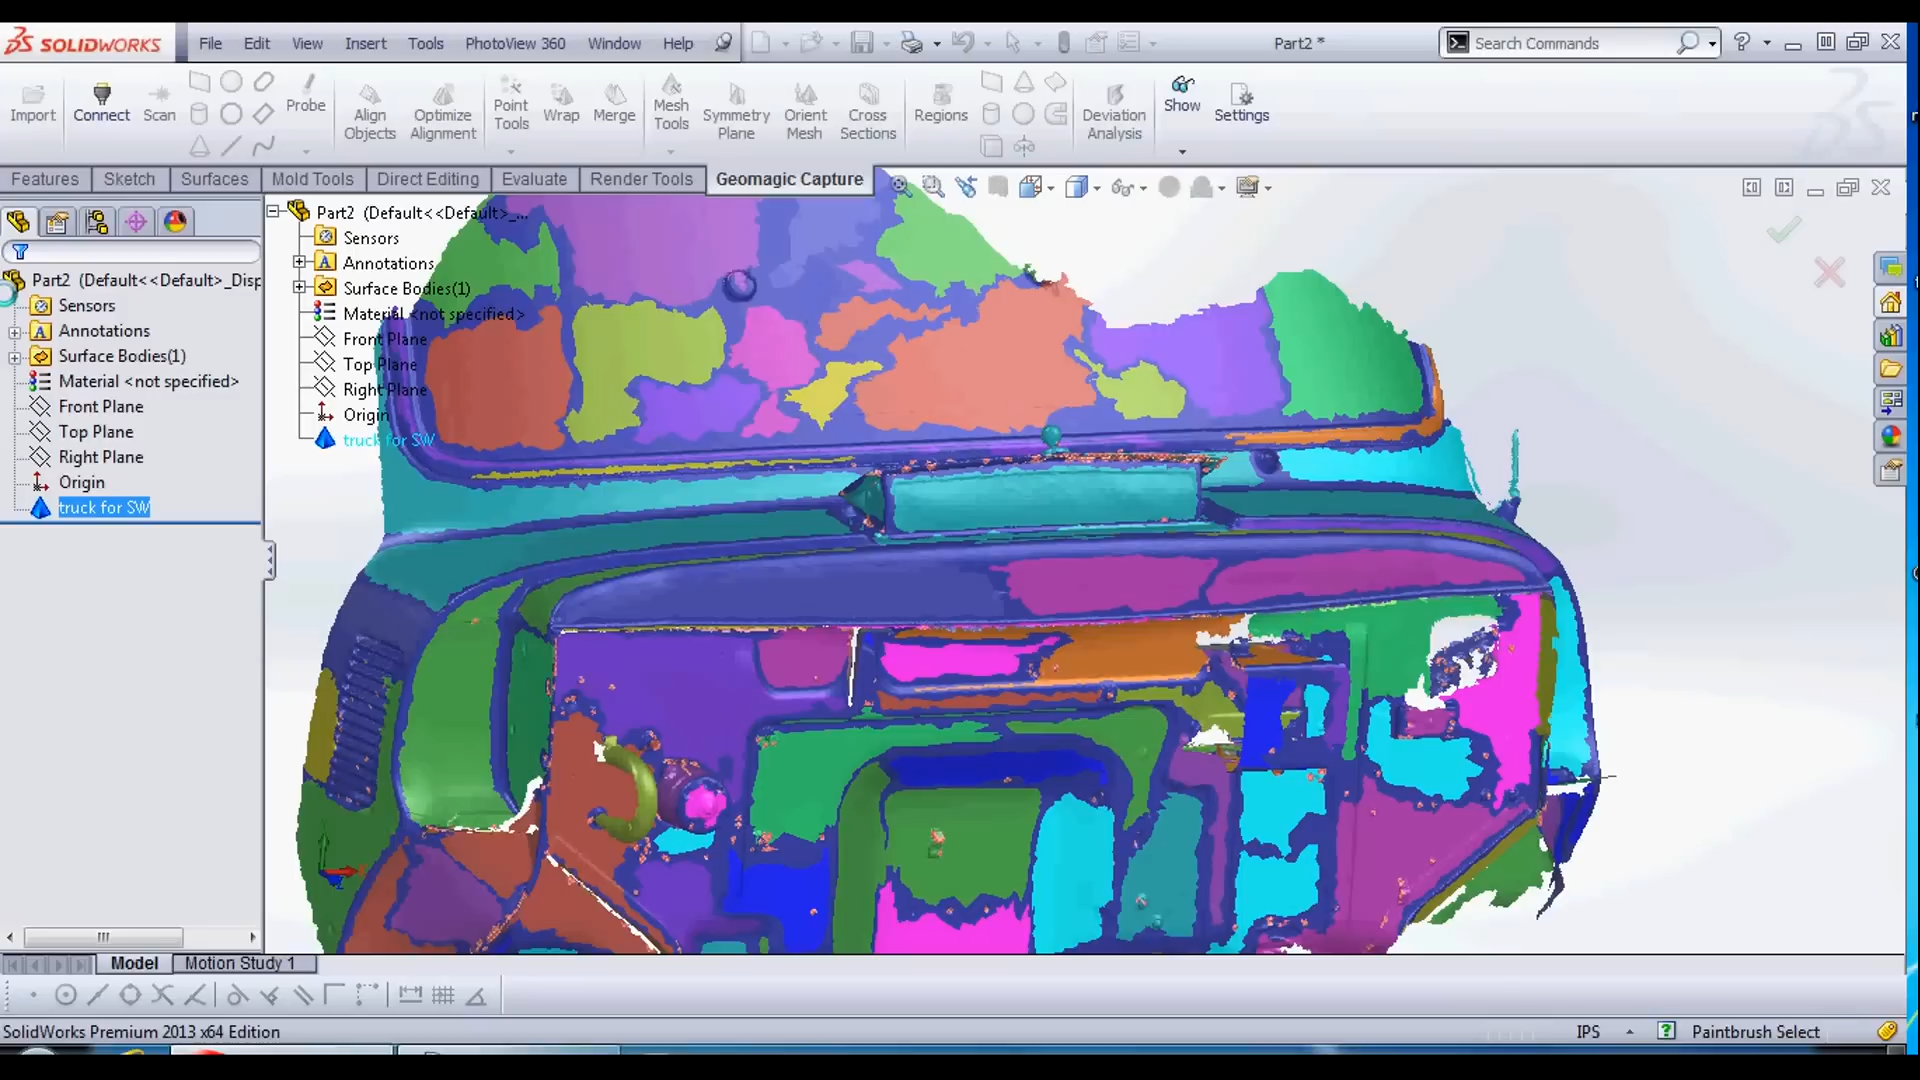 SOLIDWORKS File Edit View Insert Tools PhotoView 360 Window Help Part2 * Search Commands
Import Connect Scan Probe Align Objects Optimize Alignment Point Tools Wrap Merge Mesh Tools Symmetry Plane Orient Mesh Cross Sections Regions Deviation Analysis Show Settings
Features Sketch Surfaces Mold Tools Direct Editing Evaluate Render Tools Geomagic Capture
Part2 (Default<<Default>_...
Sensors
Annotations
Surface Bodies(1)
Material <not specified>
Front Plane
Top Plane
Right Plane
Origin
truck for SW
Part2 (Default<<Default>_Disp
Sensors
Annotations
Surface Bodies(1)
Material <not specified>
Front Plane
Top Plane
Right Plane
Origin
truck for SW
Model Motion Study 1
SolidWorks Premium 2013 x64 Edition IPS Paintbrush Select